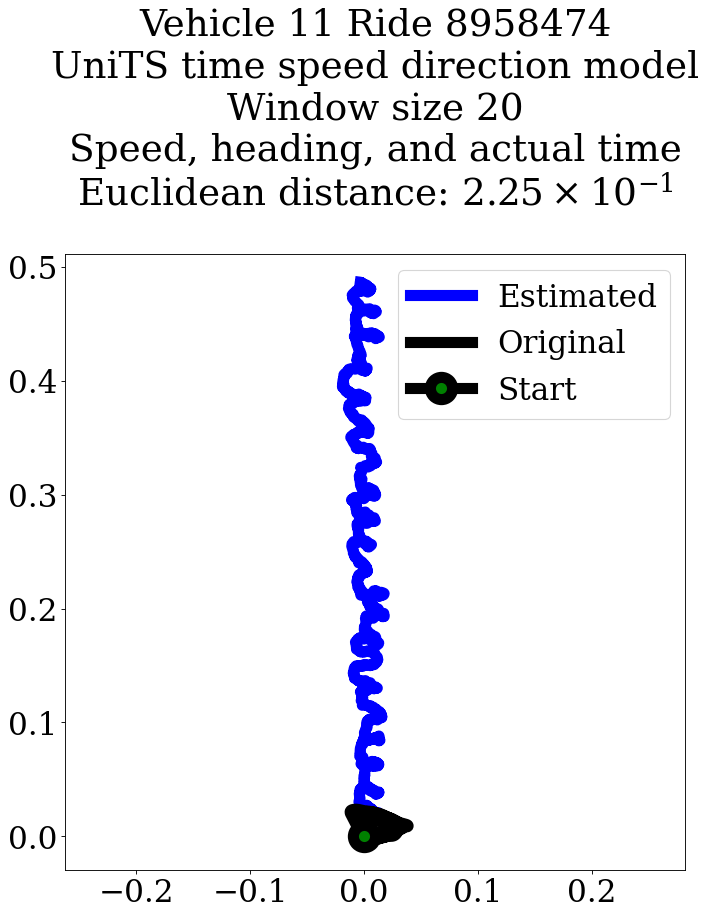 Vehicle 11 Ride 8958474
UniTS time speed direction model
Window size 20
Speed, heading, and actual time
Euclidean distance: 2.25 × 10⁻¹
0.5
0.4
0.3
0.2
0.1
0.0
Estimated
Original
Start
−0.2 −0.1 0.0 0.1 0.2